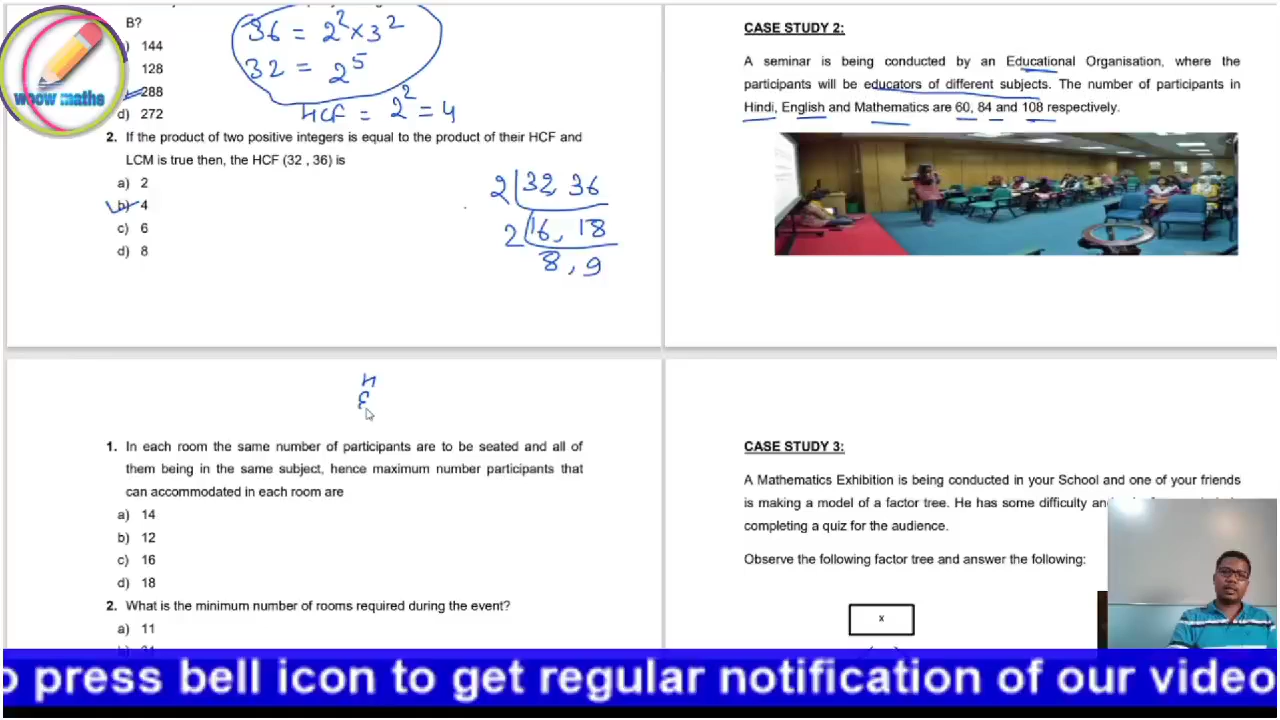 B?
144
128
288
d) 272
36 = 2² × 3²
32 = 2⁵
HCF = 2² = 4
2. If the product of two positive integers is equal to the product of their HCF and
LCM is true then, the HCF (32 , 36) is
a) 2
b) 4
c) 6
d) 8
2 32, 36
2 16, 18
8, 9
woow maths
CASE STUDY 2:
A seminar is being conducted by an Educational Organisation, where the
participants will be educators of different subjects. The number of participants in
Hindi, English and Mathematics are 60, 84 and 108 respectively.
H
E
1. In each room the same number of participants are to be seated and all of
them being in the same subject, hence maximum number participants that
can accommodated in each room are
a) 14
b) 12
c) 16
d) 18
2. What is the minimum number of rooms required during the event?
a) 11
CASE STUDY 3:
A Mathematics Exhibition is being conducted in your School and one of your friends
is making a model of a factor tree. He has some difficulty and
completing a quiz for the audience.
Observe the following factor tree and answer the following:
x
o press bell icon to get regular notification of our video